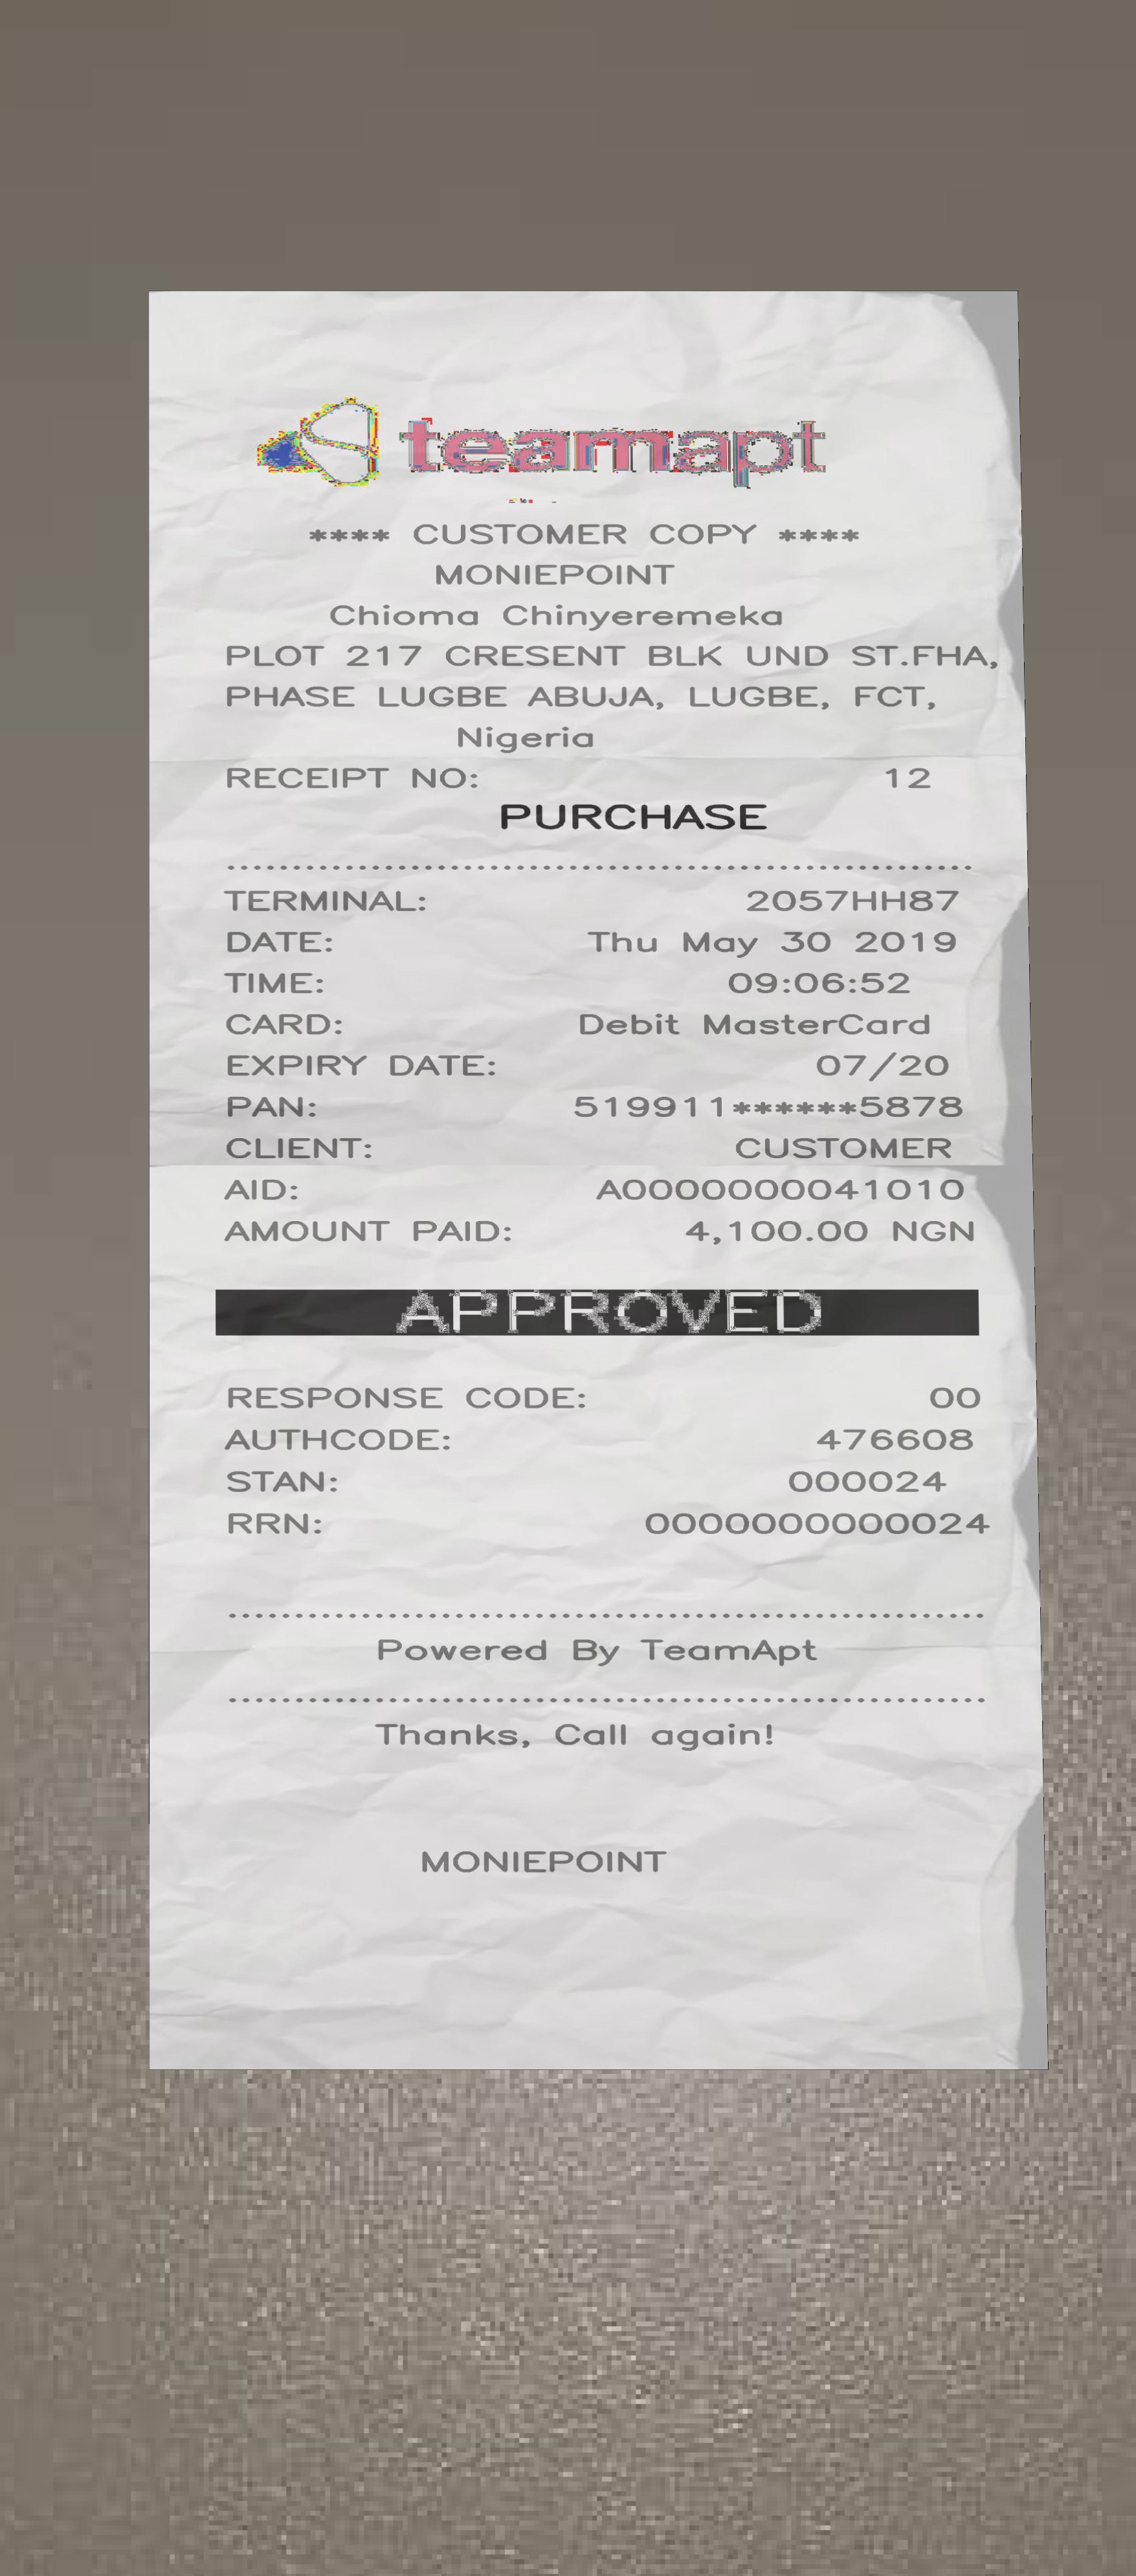 teamapt
**** CUSTOMER COPY ****
MONIEPOINT
Chioma Chinyeremeka
PLOT 217 CRESENT BLK UND ST.FHA,
PHASE LUGBE ABUJA, LUGBE, FCT,
Nigeria
RECEIPT NO: 12
PURCHASE
TERMINAL: 2057HH87
DATE: Thu May 30 2019
TIME: 09:06:52
CARD: Debit MasterCard
EXPIRY DATE: 07/20
PAN: 519911******5878
CLIENT: CUSTOMER
AID: A0000000041010
AMOUNT PAID: 4,100.00 NGN
APPROVED
RESPONSE CODE: 00
AUTHCODE: 476608
STAN: 000024
RRN: 0000000000024
Powered By TeamApt
Thanks, Call again!
MONIEPOINT